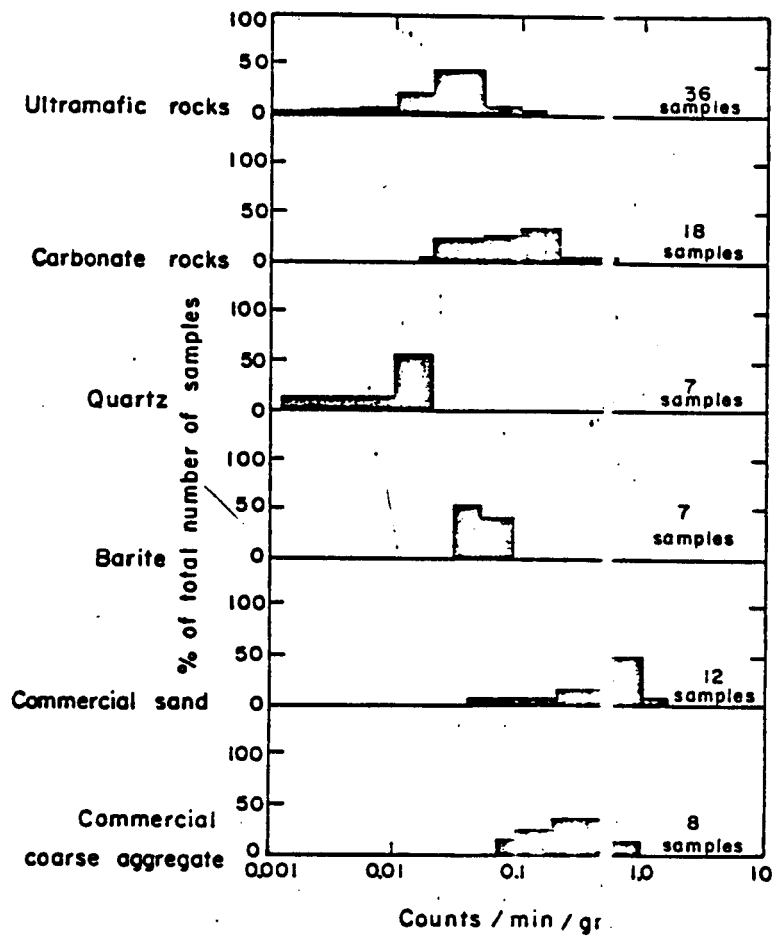 100
50
0
Ultramafic rocks
36
samples
100
50
0
Carbonate rocks
18
samples
100
50
0
Quartz
7
samples
100
50
0
Barite
7
samples
100
50
0
Commercial sand
12
samples
100
50
0
Commercial
coarse aggregate
8
samples
% of total number of samples
0.001 0.01 0.1 1.0 10
Counts / min / gr